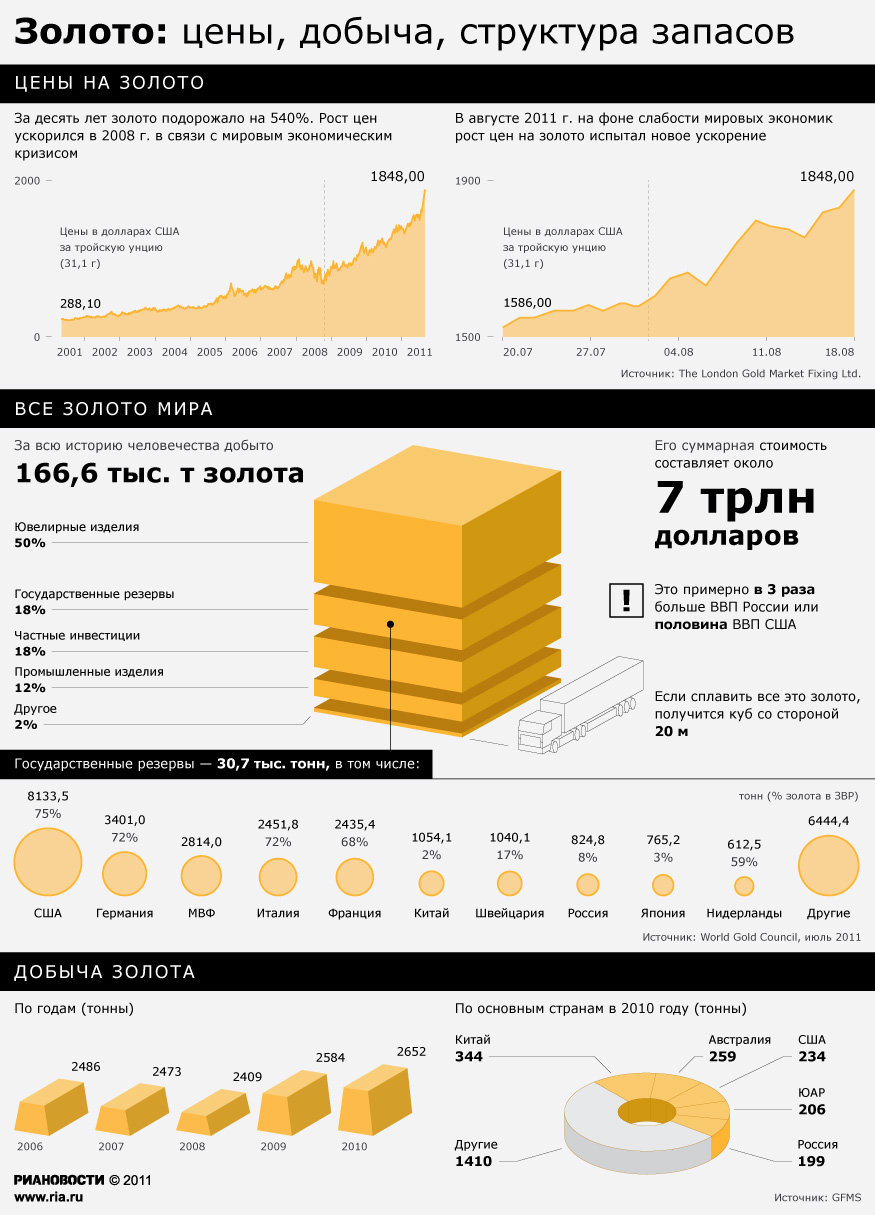 Золото: цены, добыча, структура запасов
ЦЕНЫ НА ЗОЛОТО
За десять лет золото подорожало на 540%. Рост цен
ускорился в 2008 г. в связи с мировым экономическим
кризисом
2000
1848,00
Цены в долларах США
за тройскую унцию
(31,1 г)
288,10
0
2001 2002 2003 2004 2005 2006 2007 2008 2009 2010 2011
В августе 2011 г. на фоне слабости мировых экономик
рост цен на золото испытал новое ускорение
1900
1848,00
Цены в долларах США
за тройскую унцию
(31,1 г)
1586,00
1500
20.07 27.07 04.08 11.08 18.08
Источник: The London Gold Market Fixing Ltd.
ВСЕ ЗОЛОТО МИРА
За всю историю человечества добыто
166,6 тыс. т золота
Ювелирные изделия
50%
Государственные резервы
18%
Частные инвестиции
18%
Промышленные изделия
12%
Другое
2%
Его суммарная стоимость
составляет около
7 трлн
долларов
!
Это примерно в 3 раза
больше ВВП России или
половина ВВП США
Если сплавить все это золото,
получится куб со стороной
20 м
Государственные резервы — 30,7 тыс. тонн, в том числе:
тонн (% золота в ЗВР)
8133,5
75%
США
3401,0
72%
Германия
2814,0
МВФ
2451,8
72%
Италия
2435,4
68%
Франция
1054,1
2%
Китай
1040,1
17%
Швейцария
824,8
8%
Россия
765,2
3%
Япония
612,5
59%
Нидерланды
6444,4
Другие
Источник: World Gold Council, июль 2011
ДОБЫЧА ЗОЛОТА
По годам (тонны)
2486
2473
2409
2584
2652
2006 2007 2008 2009 2010
По основным странам в 2010 году (тонны)
Китай
344
Австралия
259
США
234
ЮАР
206
Россия
199
Другие
1410
РИАНОВОСТИ © 2011
www.ria.ru
Источник: GFMS